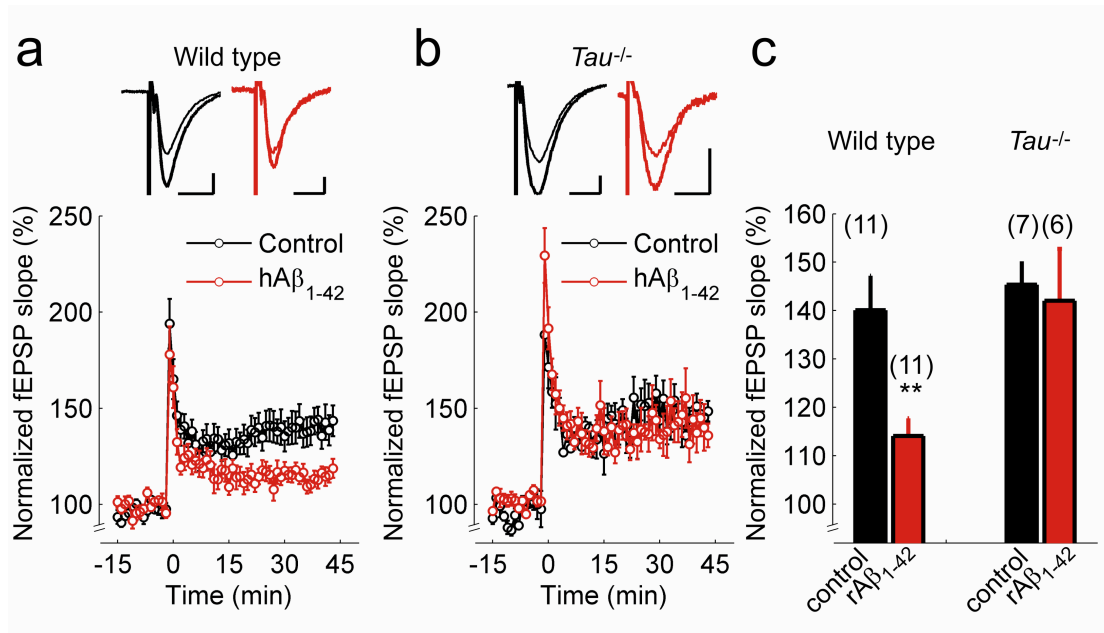 a
Wild type
Normalized fEPSP slope (%)
250
200
150
100
Control
hAβ1-42
-15 0 15 30 45
Time (min)
b
Tau-/-
Normalized fEPSP slope (%)
250
200
150
100
Control
hAβ1-42
-15 0 15 30 45
Time (min)
c
Wild type Tau-/-
Normalized fEPSP slope (%)
160
150
140
130
120
110
100
(11)
(11)
**
(7) (6)
control
rAβ1-42
control
rAβ1-42